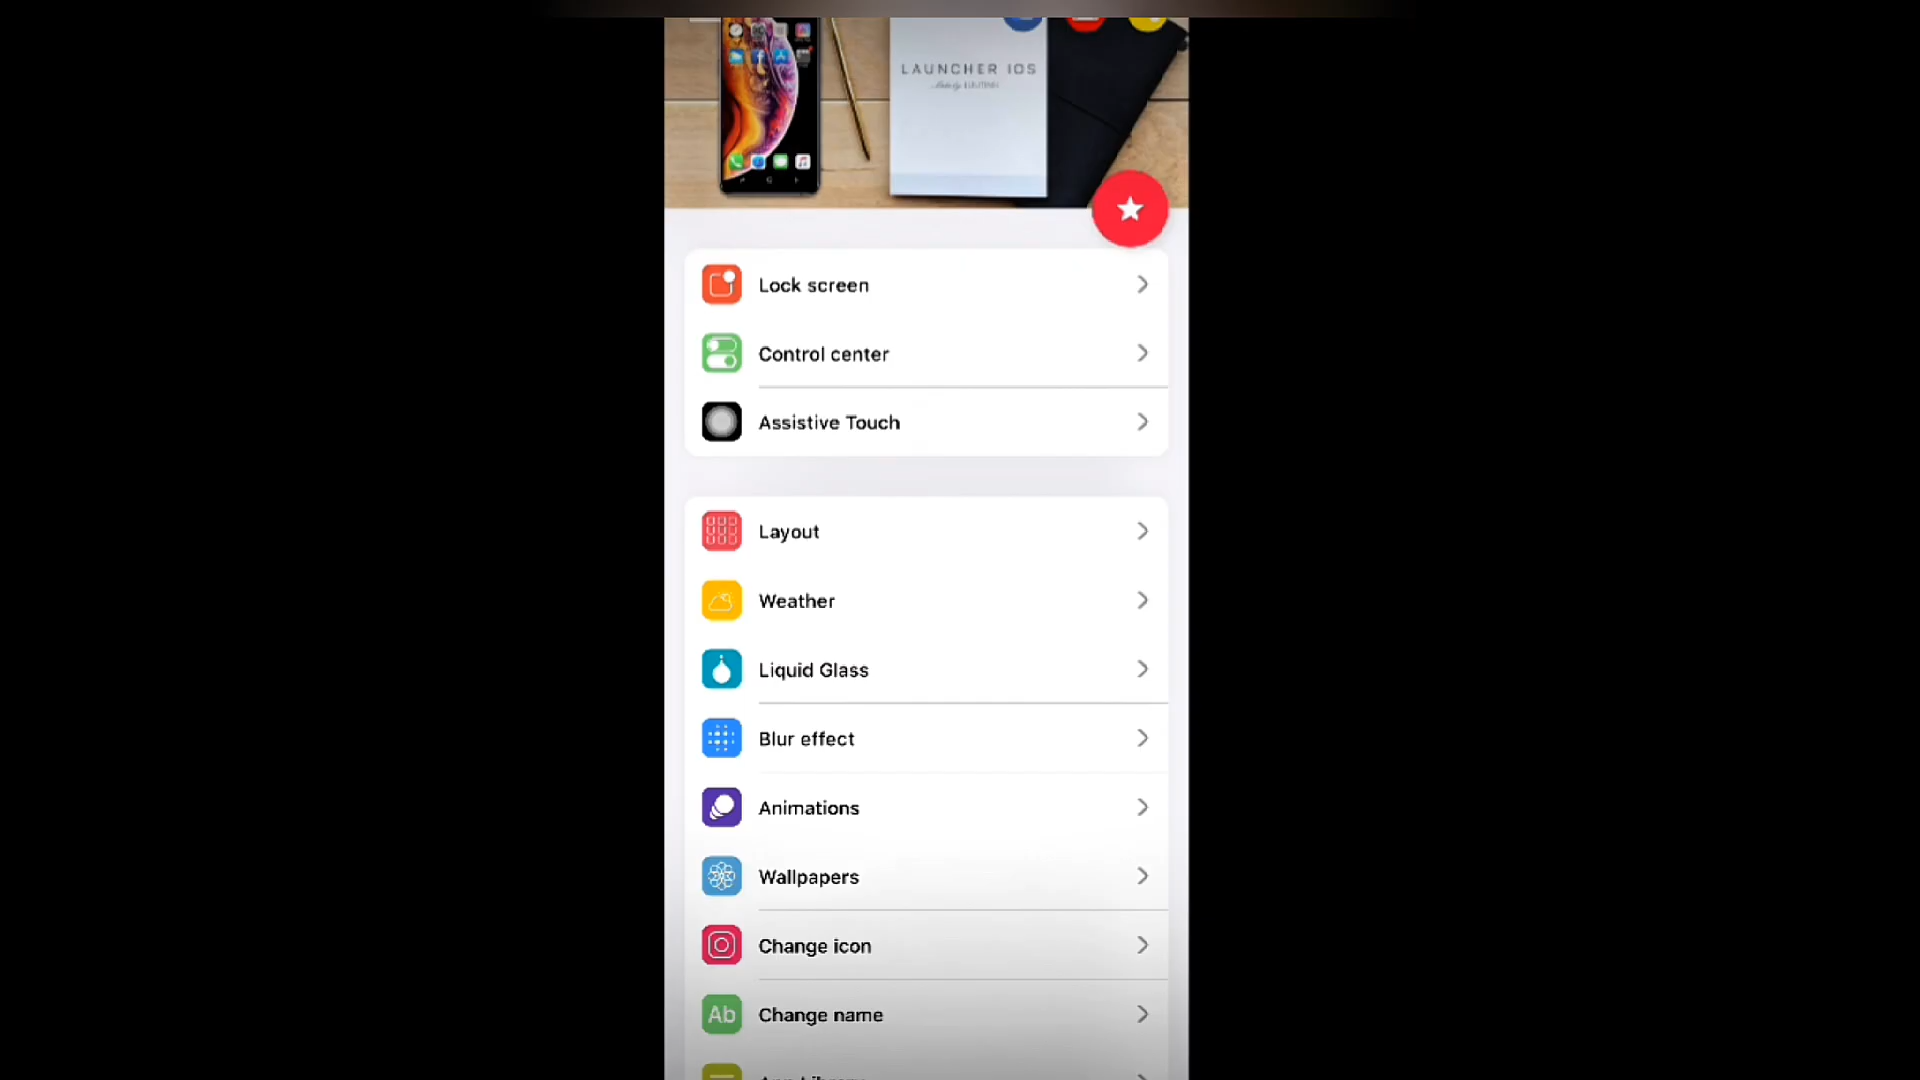 LAUNCHER IOS
Lock screen
Control center
Assistive Touch
Layout
Weather
Liquid Glass
Blur effect
Animations
Wallpapers
Change icon
Ab
Change name